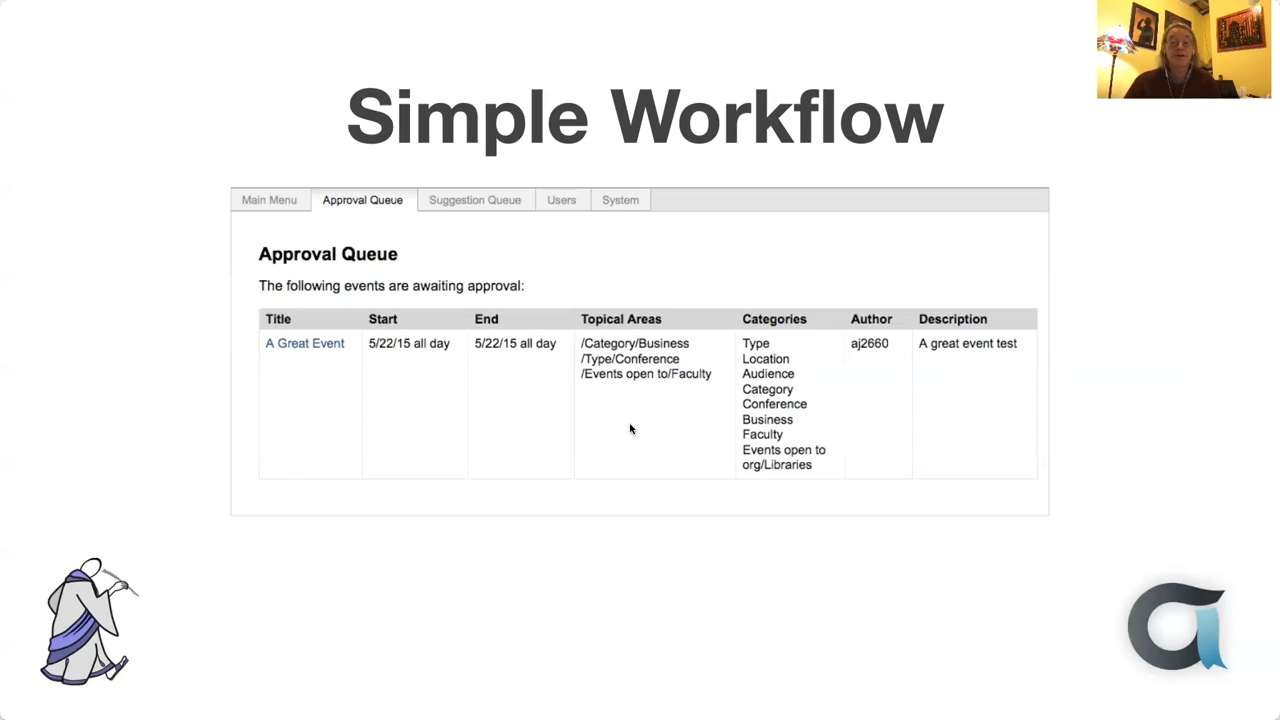 Simple Workflow
Main Menu Approval Queue Suggestion Queue Users System
Approval Queue
The following events are awaiting approval:
Title Start End Topical Areas Categories Author Description
A Great Event 5/22/15 all day 5/22/15 all day /Category/Business Type aj2660 A great event test
/Type/Conference Location
/Events open to/Faculty Audience
Category
Conference
Business
Faculty
Events open to
org/Libraries